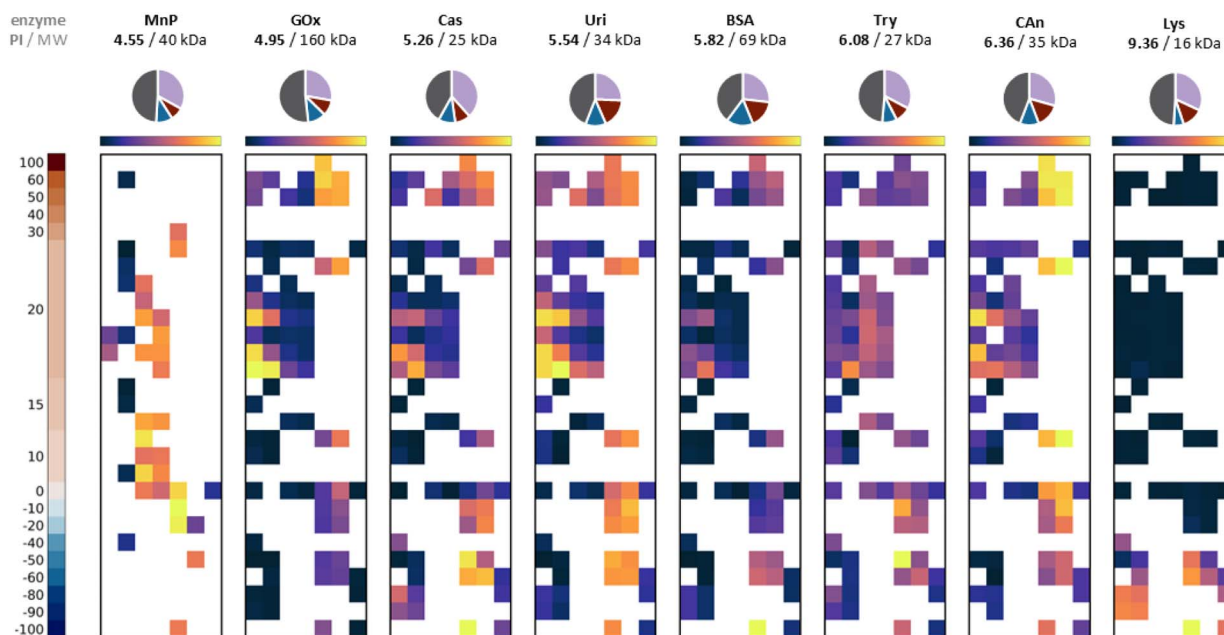 enzyme
PI / MW
MnP
4.55 / 40 kDa
GOx
4.95 / 160 kDa
Cas
5.26 / 25 kDa
Uri
5.54 / 34 kDa
BSA
5.82 / 69 kDa
Try
6.08 / 27 kDa
CAn
6.36 / 35 kDa
Lys
9.36 / 16 kDa
100
60
50
40
30
20
15
10
0
-10
-20
-40
-50
-60
-80
-90
-100